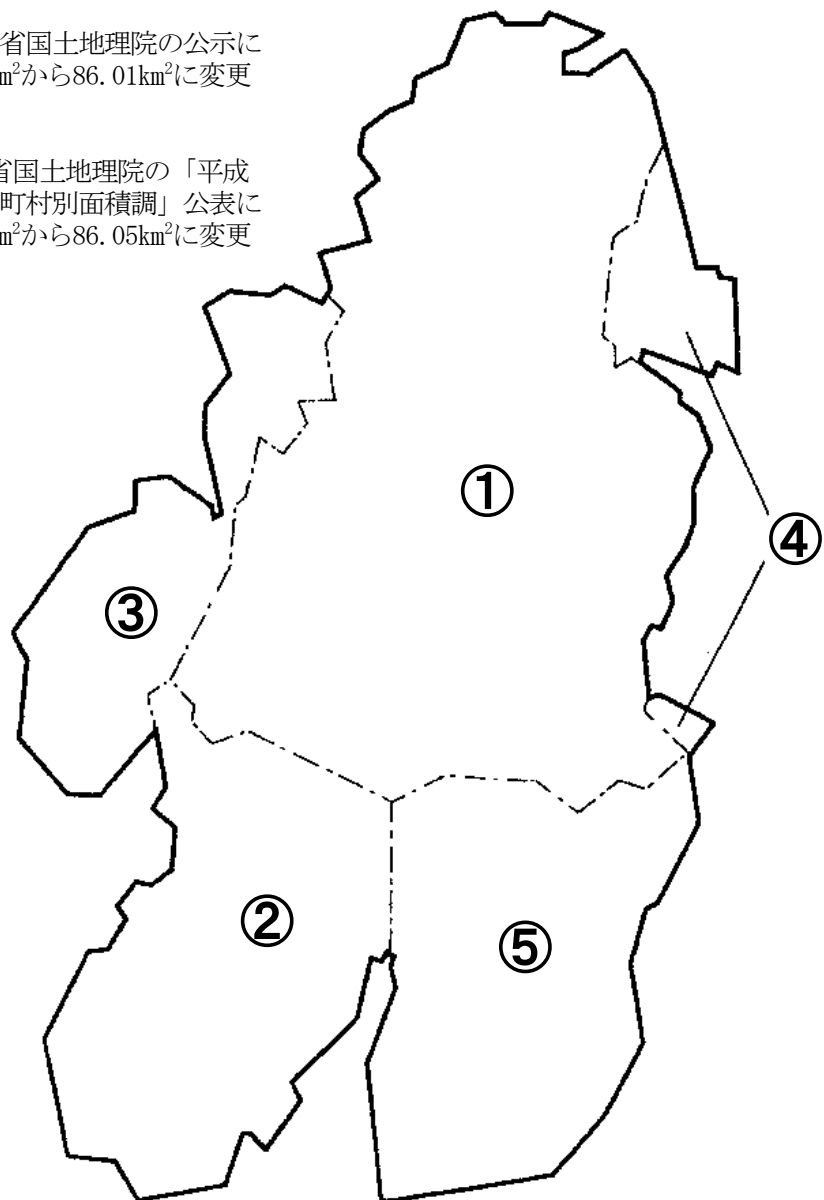 省国土地理院の公示に
m²から86.01km²に変更
省国土地理院の「平成
町村別面積調」公表に
m²から86.05km²に変更
①
④
③
②
⑤